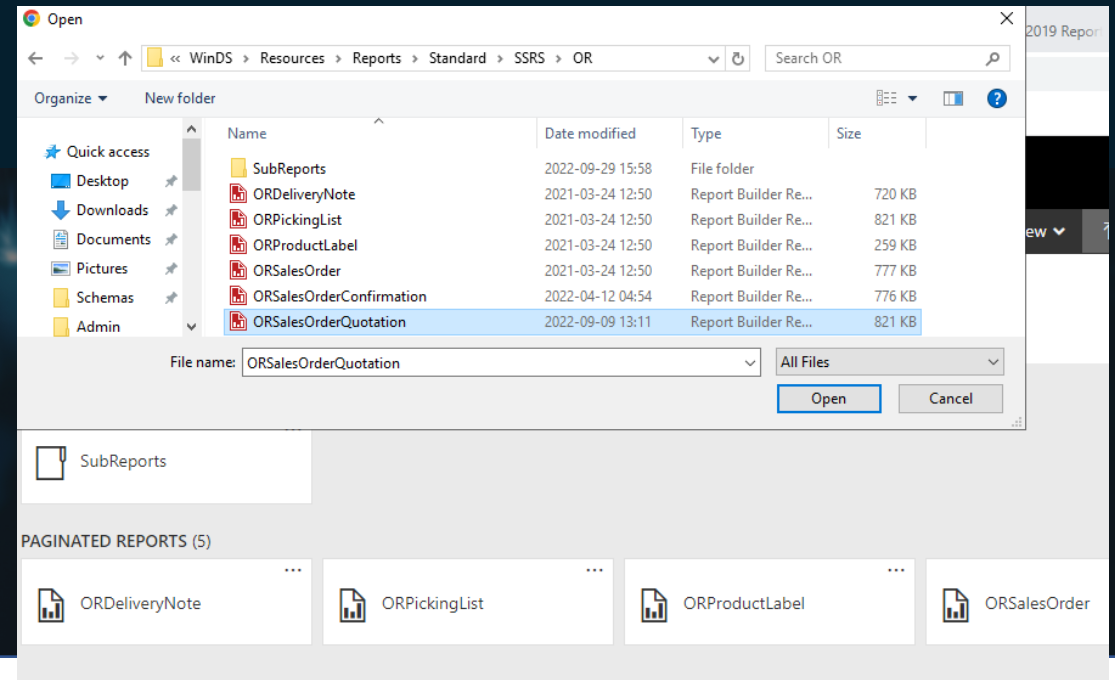 Open
2019 Repor
« WinDS > Resources > Reports > Standard > SSRS > OR
Search OR
Organize
New folder
Name
Date modified
Type
Size
Quick access
Desktop
Downloads
Documents
Pictures
Schemas
Admin
SubReports 2022-09-29 15:58 File folder
ORDeliveryNote 2021-03-24 12:50 Report Builder Re... 720 KB
ORPickingList 2021-03-24 12:50 Report Builder Re... 821 KB
ORProductLabel 2021-03-24 12:50 Report Builder Re... 259 KB
ORSalesOrder 2021-03-24 12:50 Report Builder Re... 777 KB
ORSalesOrderConfirmation 2022-04-12 04:54 Report Builder Re... 776 KB
ORSalesOrderQuotation 2022-09-09 13:11 Report Builder Re... 821 KB
ew
File name: ORSalesOrderQuotation
All Files
Open
Cancel
SubReports
PAGINATED REPORTS (5)
ORDeliveryNote
ORPickingList
ORProductLabel
ORSalesOrder